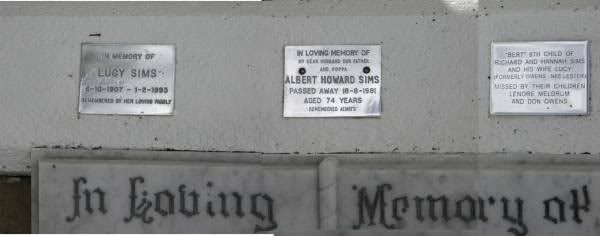 IN MEMORY OF
LUCY SIMS
6-10-1907 - 1-2-1993
REMEMBERED BY HER LOVING FAMILY
IN LOVING MEMORY OF
MY DEAR HUSBAND OUR FATHER
AND POPPA
ALBERT HOWARD SIMS
PASSED AWAY 18-8-1981
AGED 74 YEARS
REMEMBERED ALWAYS
"BERT" 8TH CHILD OF
RICHARD AND HANNAH SIMS
AND HIS WIFE LUCY
(FORMERLY OWENS NEE LESTER)
MISSED BY THEIR CHILDREN
LENORE MELDRUM
AND DON OWENS
In Loving Memory of